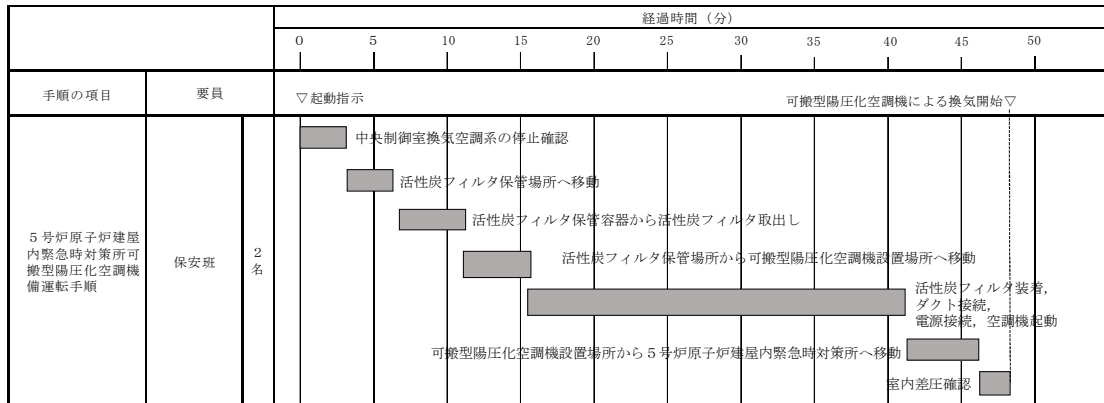 経過時間（分）
0 5 10 15 20 25 30 35 40 45 50
手順の項目 要員 ▽起動指示 可搬型陽圧化空調機による換気開始▽
中央制御室換気空調系の停止確認
活性炭フィルタ保管場所へ移動
活性炭フィルタ保管容器から活性炭フィルタ取出し
５号炉原子炉建屋
内緊急時対策所可
搬型陽圧化空調機
備運転手順
保安班
２
名
活性炭フィルタ保管場所から可搬型陽圧化空調機設置場所へ移動
活性炭フィルタ装着，
ダクト接続，
電源接続，空調機起動
可搬型陽圧化空調機設置場所から５号炉原子炉建屋内緊急時対策所へ移動
室内差圧確認